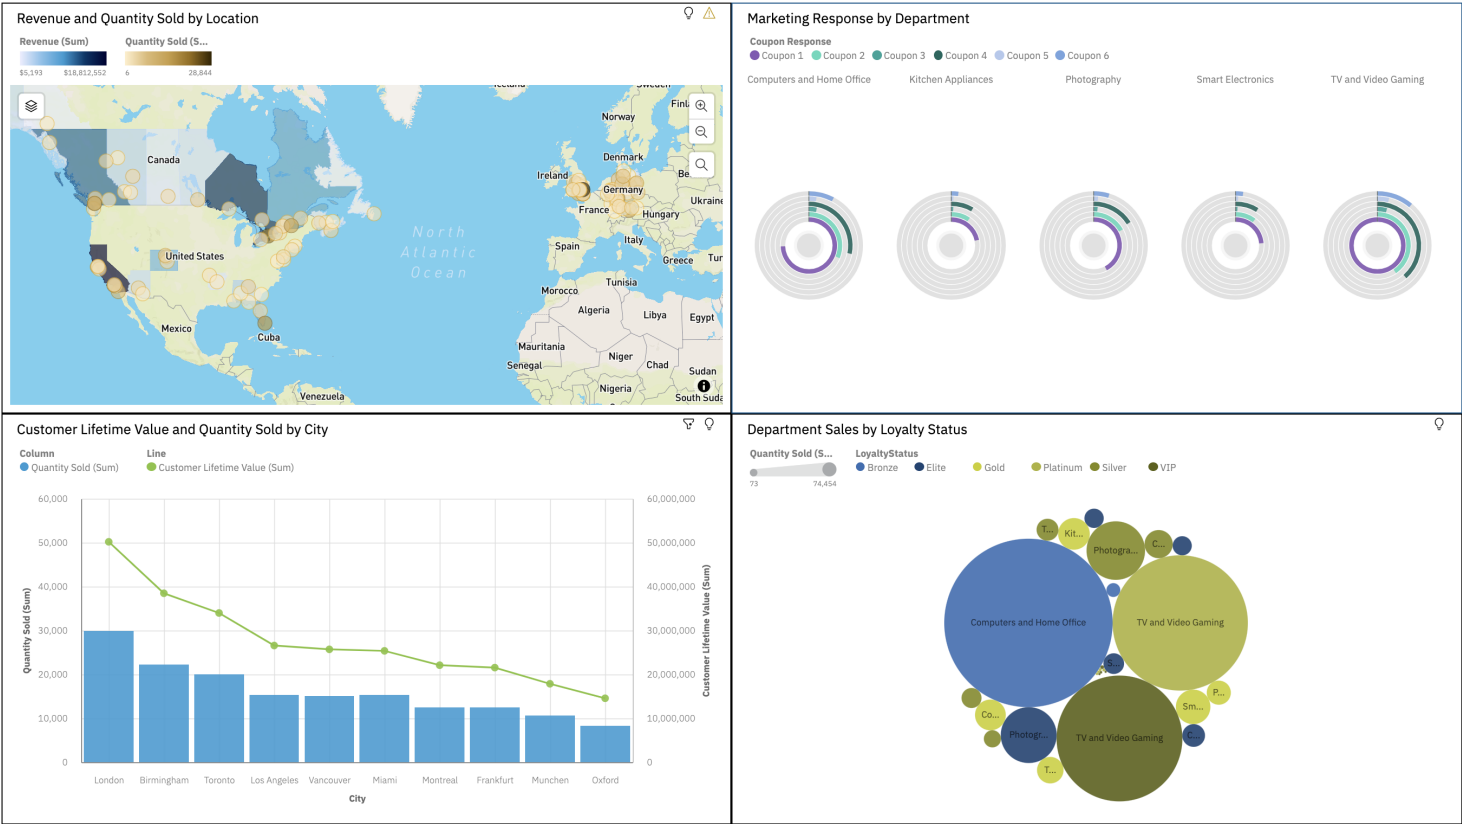 Revenue and Quantity Sold by Location
Revenue (Sum)
Quantity Sold (S...
$5,193
$18,812,552
6
28,844
Iceland
Sweden
Finl
Norway
Canada
Denmark
Ireland
Be
Germany
Ukraine
France
Hungary
North
Atlantic
Ocean
Italy
Spain
United States
Greece
Tur
Tunisia
Morocco
Algeria
Libya
Egypt
Mexico
Cuba
Mauritania
Niger
Chad
Senegal
Sudan
Nigeria
Venezuela
South Suda
Marketing Response by Department
Coupon Response
Coupon 1
Coupon 2
Coupon 3
Coupon 4
Coupon 5
Coupon 6
Computers and Home Office
Kitchen Appliances
Photography
Smart Electronics
TV and Video Gaming
Customer Lifetime Value and Quantity Sold by City
Column
Line
Quantity Sold (Sum)
Customer Lifetime Value (Sum)
60,000
50,000
40,000
30,000
20,000
10,000
0
Quantity Sold (Sum)
60,000,000
50,000,000
40,000,000
30,000,000
20,000,000
10,000,000
0
Customer Lifetime Value (Sum)
London
Birmingham
Toronto
Los Angeles
Vancouver
Miami
Montreal
Frankfurt
Munchen
Oxford
City
Department Sales by Loyalty Status
Quantity Sold (S...
73
74,454
LoyaltyStatus
Bronze
Elite
Gold
Platinum
Silver
VIP
T...
Kit...
Photogra...
C...
Computers and Home Office
TV and Video Gaming
S...
P...
Sm...
Co...
Photogr...
TV and Video Gaming
C...
T...